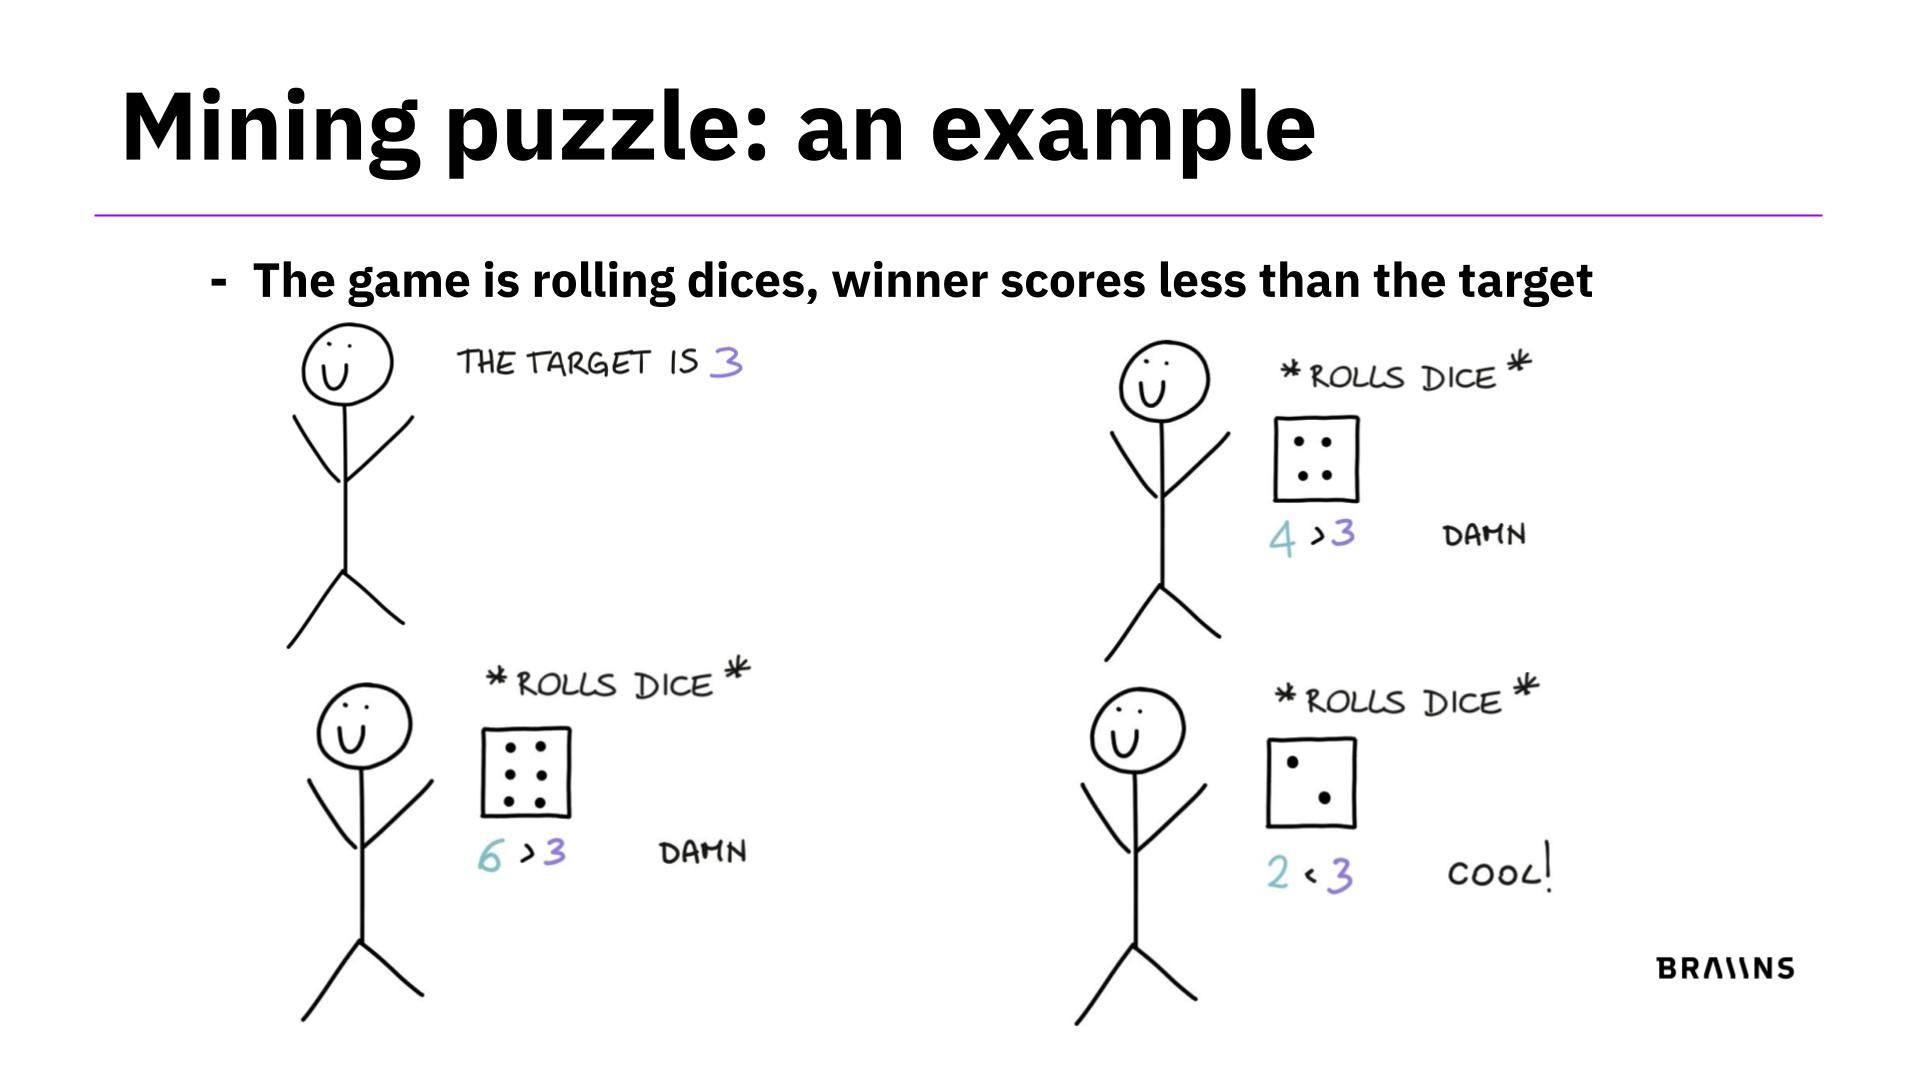 Mining puzzle: an example
- The game is rolling dices, winner scores less than the target
THE TARGET IS 3
*ROLLS DICE*
4 > 3 DAMN
*ROLLS DICE*
6 > 3 DAMN
*ROLLS DICE*
2 < 3 COOL!
BRAIINS